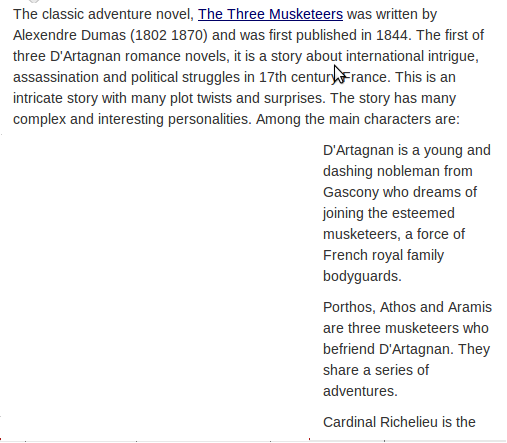 The classic adventure novel, The Three Musketeers was written by
Alexendre Dumas (1802 1870) and was first published in 1844. The first of
three D'Artagnan romance novels, it is a story about international intrigue,
assassination and political struggles in 17th century France. This is an
intricate story with many plot twists and surprises. The story has many
complex and interesting personalities. Among the main characters are:
D'Artagnan is a young and
dashing nobleman from
Gascony who dreams of
joining the esteemed
musketeers, a force of
French royal family
bodyguards.
Porthos, Athos and Aramis
are three musketeers who
befriend D'Artagnan. They
share a series of
adventures.
Cardinal Richelieu is the